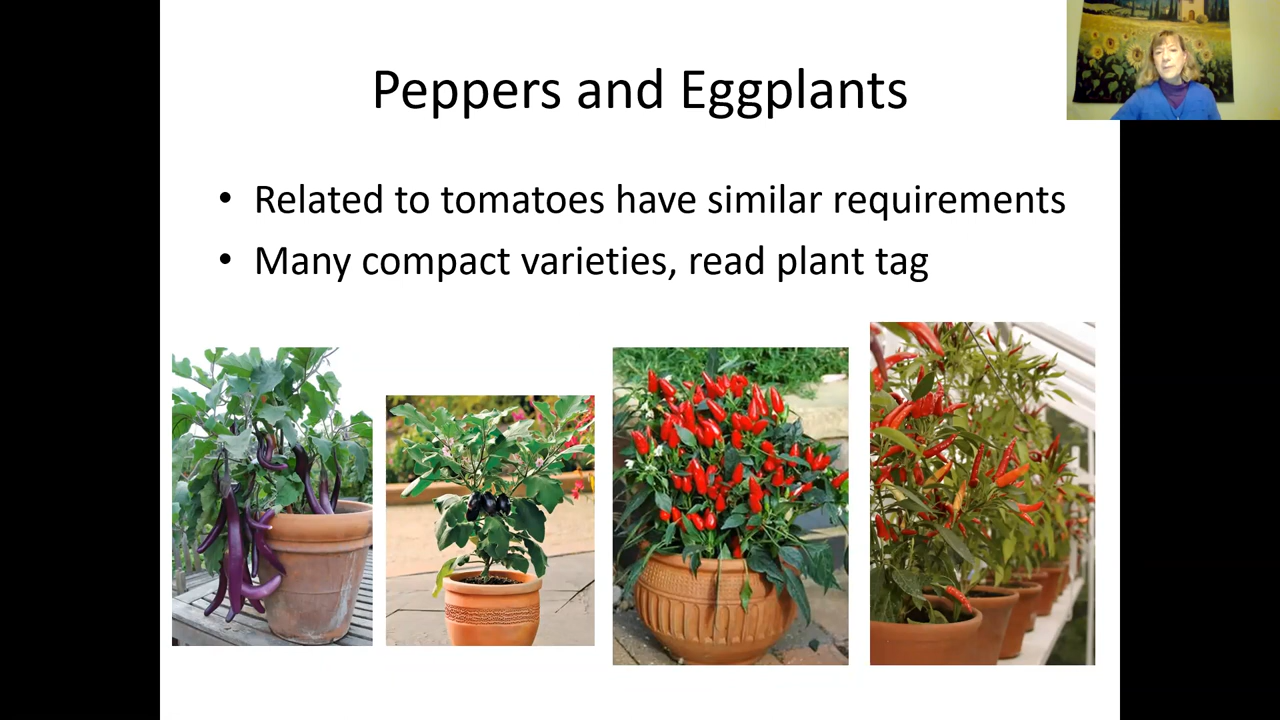 Peppers and Eggplants
• Related to tomatoes have similar requirements
• Many compact varieties, read plant tag